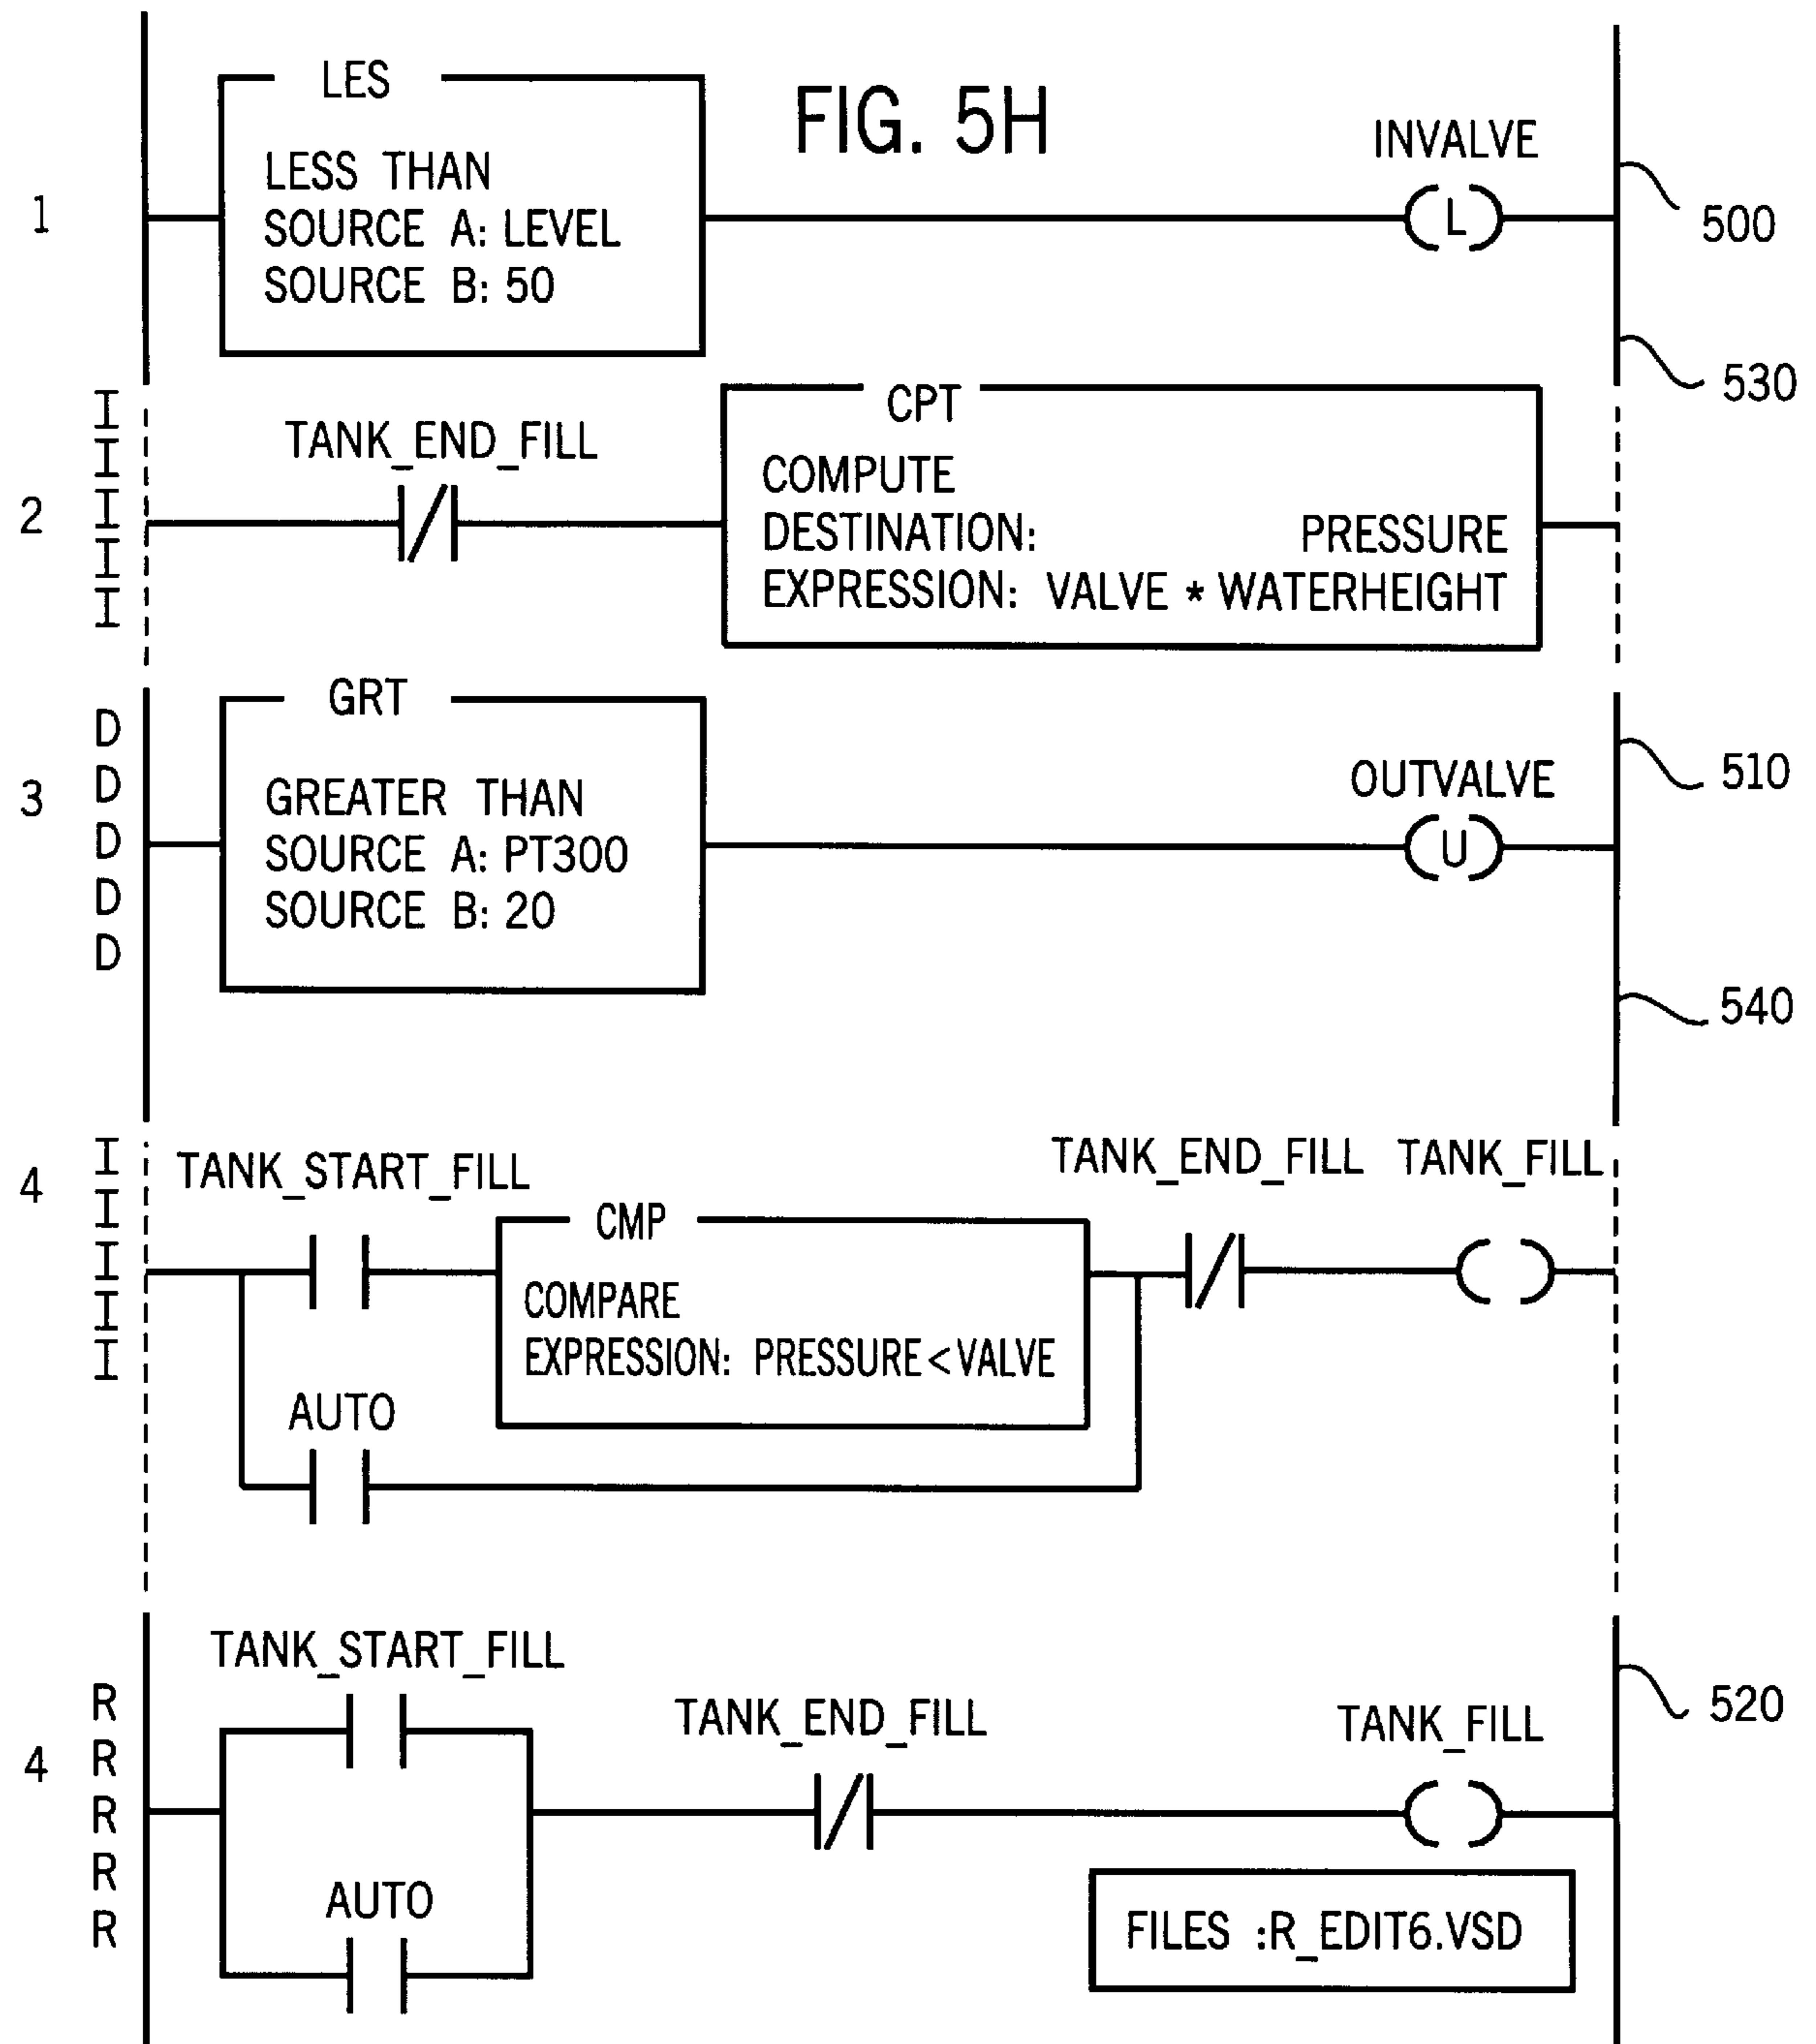 FIG. 5H
LES
LESS THAN
SOURCE A: LEVEL
SOURCE B: 50
INVALVE
L
1
500
530
I
I
I
I
I
2
TANK_END_FILL
CPT
COMPUTE
DESTINATION: PRESSURE
EXPRESSION: VALVE * WATERHEIGHT
D
D
D
D
D
3
GRT
GREATER THAN
SOURCE A: PT300
SOURCE B: 20
OUTVALVE
U
510
540
4
I
I
I
I
I
TANK_START_FILL
CMP
COMPARE
EXPRESSION: PRESSURE<VALVE
TANK_END_FILL
TANK_FILL
AUTO
4
R
R
R
R
R
TANK_START_FILL
TANK_END_FILL
TANK_FILL
520
AUTO
FILES :R_EDIT6.VSD